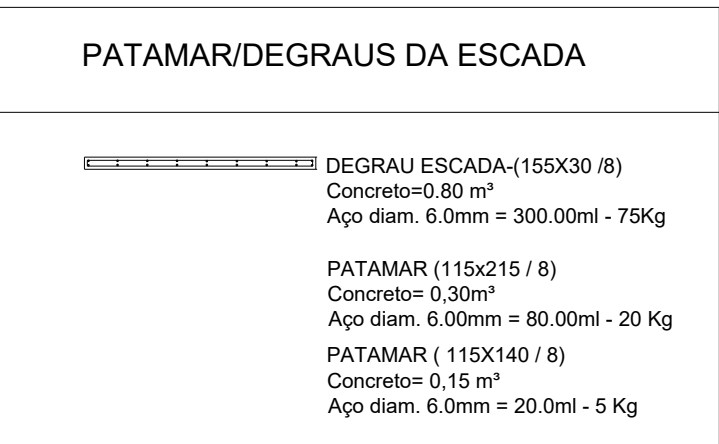 PATAMAR/DEGRAUS DA ESCADA
DEGRAU ESCADA-(155X30 /8)
Concreto=0.80 m³
Aço diam. 6.0mm = 300.00ml - 75Kg
PATAMAR (115x215 / 8)
Concreto= 0,30m³
Aço diam. 6.00mm = 80.00ml - 20 Kg
PATAMAR ( 115X140 / 8)
Concreto= 0,15 m³
Aço diam. 6.0mm = 20.0ml - 5 Kg